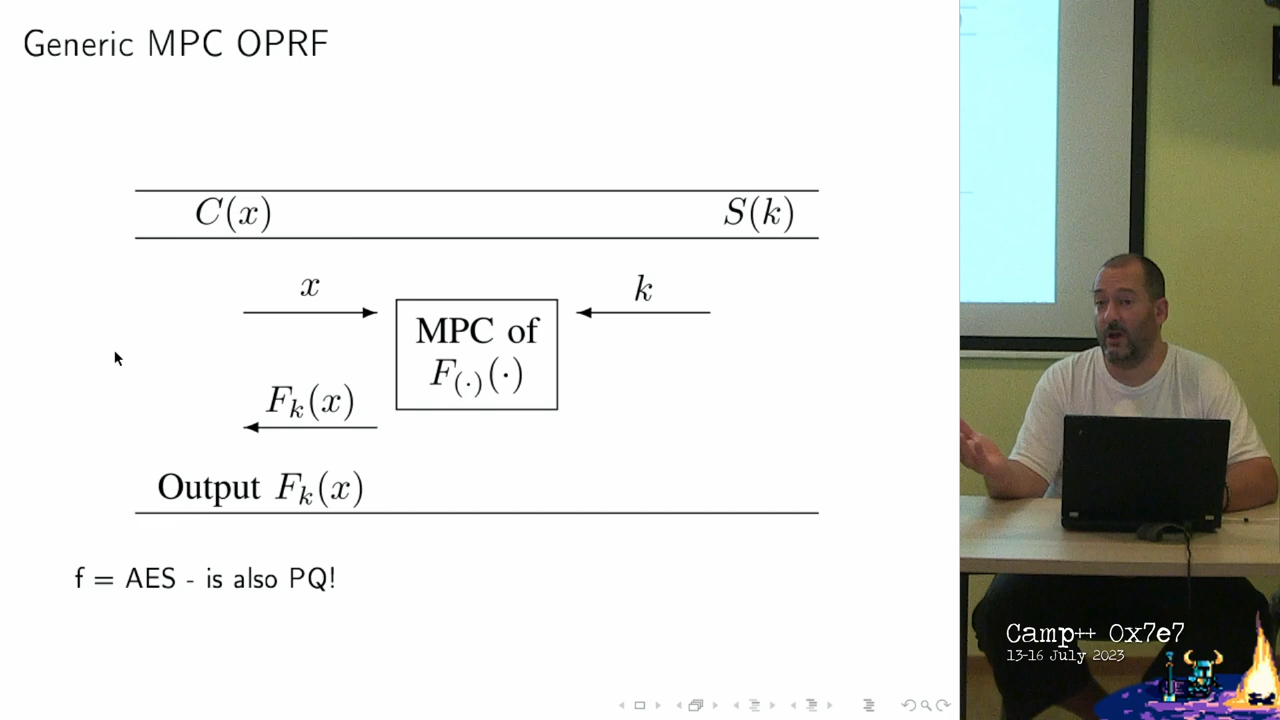 Generic MPC OPRF
C(x) S(k)
x k
MPC of
F(·)(·)
Fk(x)
Output Fk(x)
f = AES - is also PQ!
Camp++ 0x7e7
13-16 July 2023